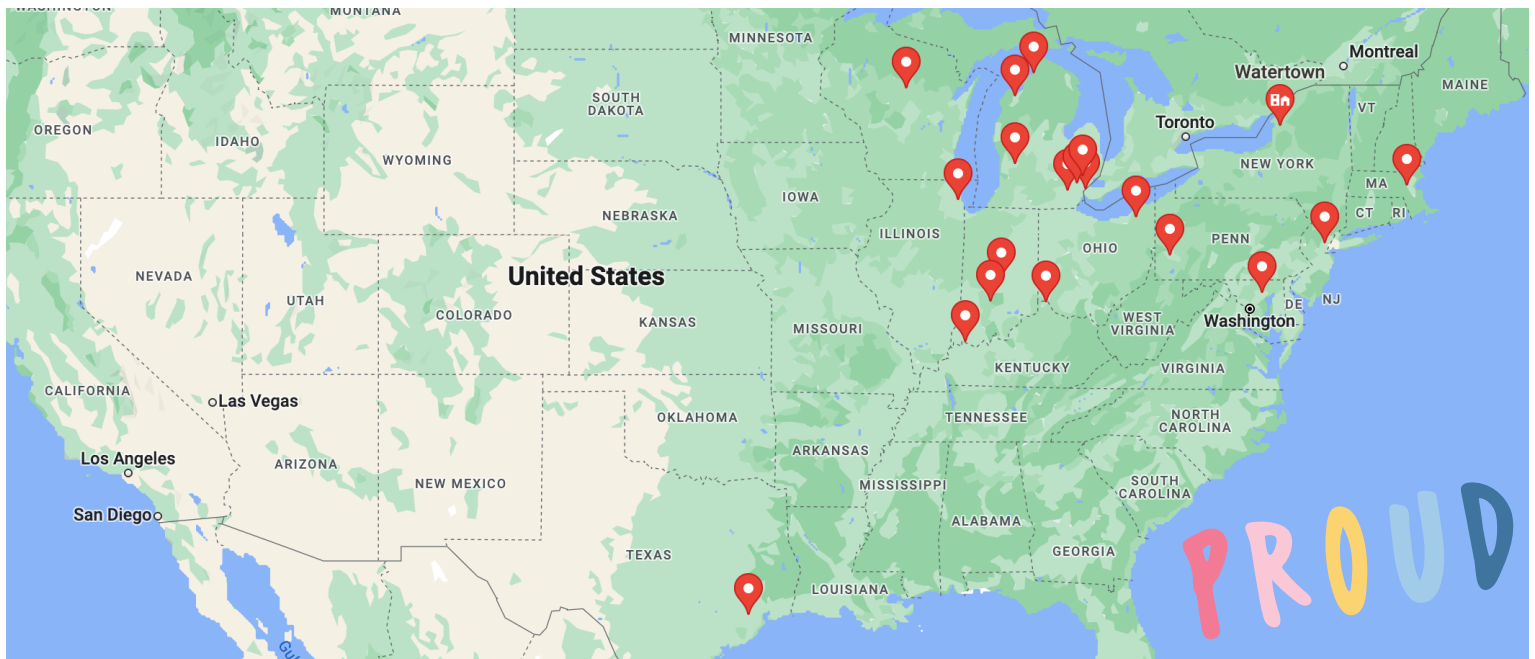 WASHINGTON
MONTANA
MINNESOTA
Montreal
Watertown
MAINE
SOUTH
DAKOTA
VT
OREGON
Toronto
IDAHO
WYOMING
NEW YORK
MA
IOWA
CT
RI
NEBRASKA
ILLINOIS
PENN
OHIO
United States
NEVADA
UTAH
DE
NJ
COLORADO
KANSAS
MISSOURI
WEST
VIRGINIA
Washington
KENTUCKY
VIRGINIA
CALIFORNIA
Las Vegas
OKLAHOMA
TENNESSEE
NORTH
CAROLINA
Los Angeles
ARIZONA
ARKANSAS
NEW MEXICO
MISSISSIPPI
SOUTH
CAROLINA
San Diego
ALABAMA
TEXAS
GEORGIA
LOUISIANA
PROUD